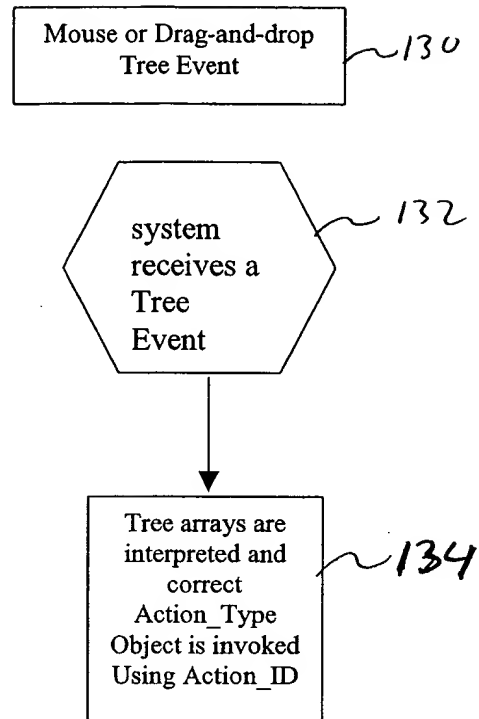 Mouse or Drag-and-drop
Tree Event
130
system
receives a
Tree
Event
132
Tree arrays are
interpreted and
correct
Action_Type
Object is invoked
Using Action_ID
134